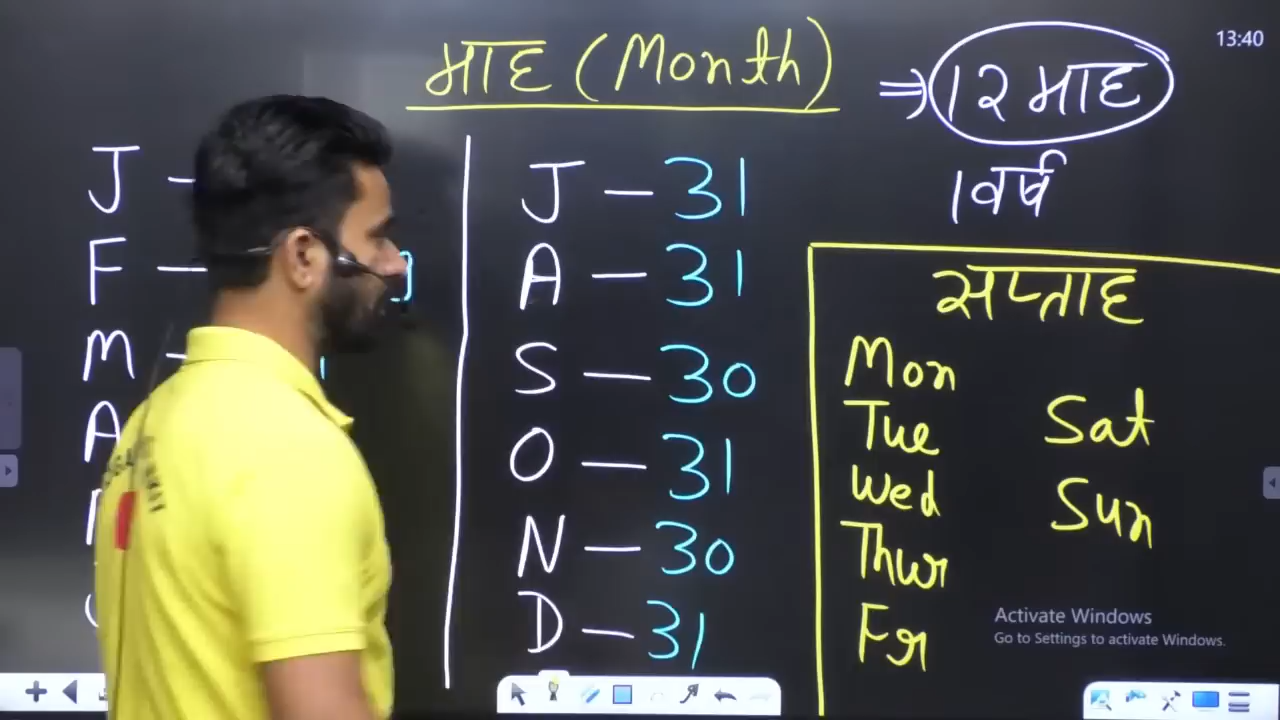 माह (Month)
⇒ 12 माह
1 वर्ष
13:40
J –
F – 9
M –
A
J – 31
A – 31
S – 30
O – 31
N – 30
D – 31
सप्ताह
Mon
Tue
Wed
Thur
Fr
Sat
Sun
Activate Windows
Go to Settings to activate Windows.